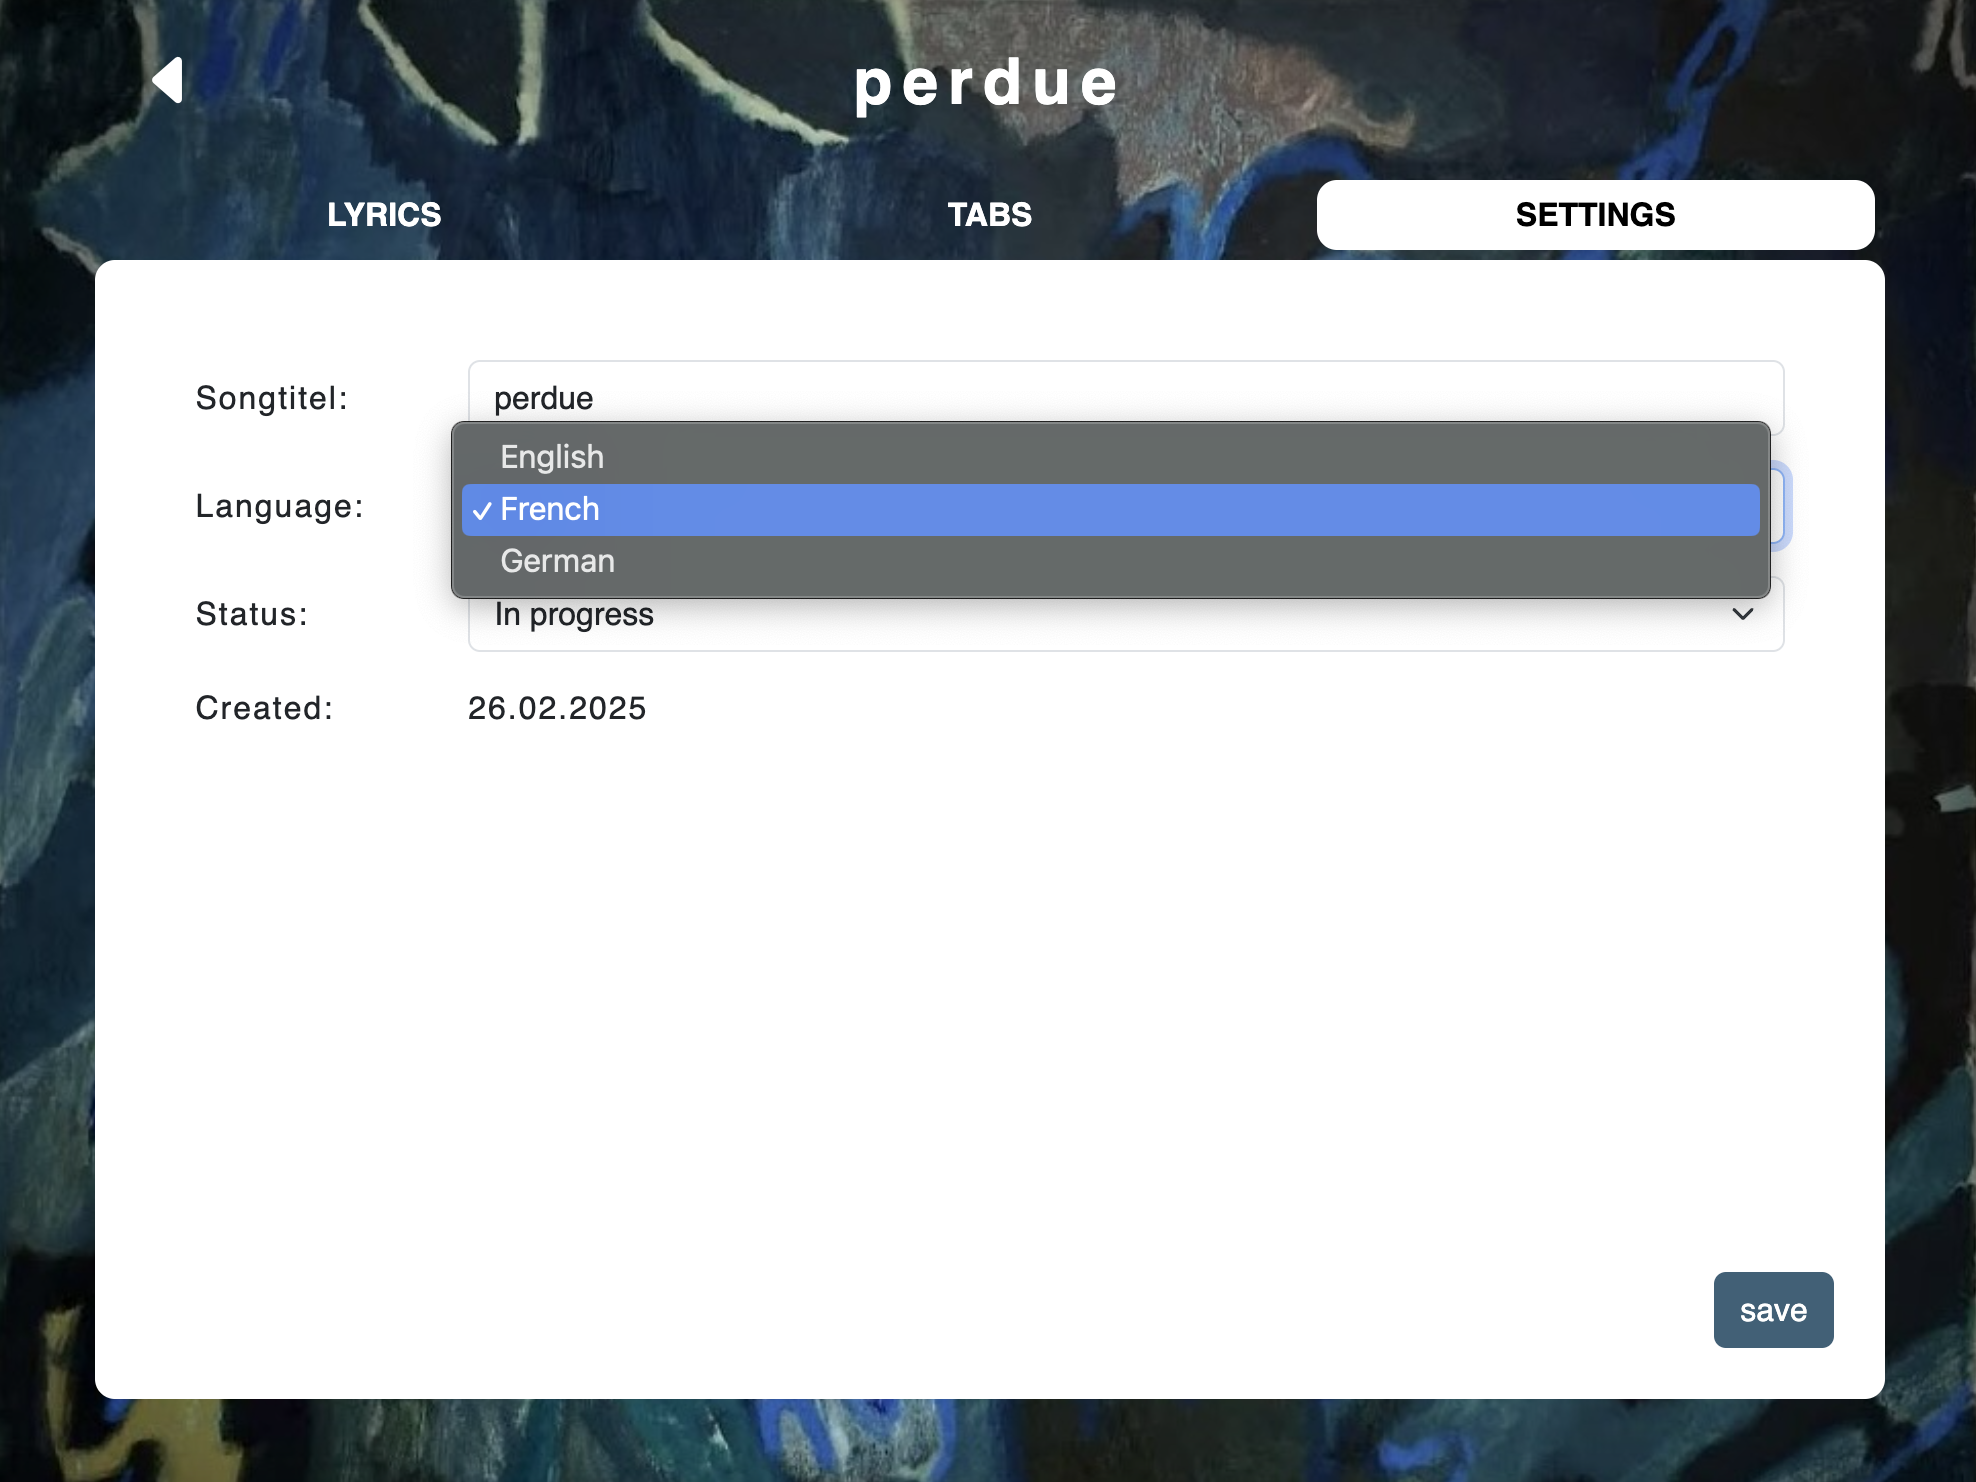 perdue
LYRICS
TABS
SETTINGS
Songtitel:
perdue
English
Language:
✓ French
German
Status:
In progress
Created:
26.02.2025
save